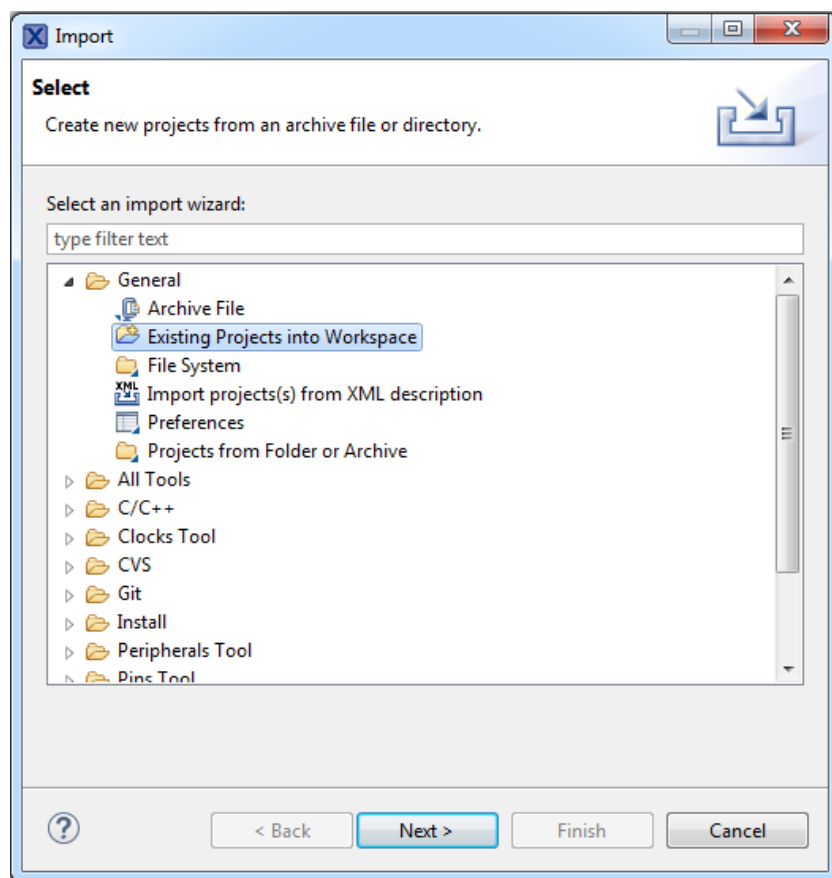 Import
Select
Create new projects from an archive file or directory.
Select an import wizard:
type filter text
General
Archive File
Existing Projects into Workspace
File System
XML
Import projects(s) from XML description
Preferences
Projects from Folder or Archive
All Tools
C/C++
Clocks Tool
CVS
Git
Install
Peripherals Tool
Pins Tool
? < Back Next > Finish Cancel